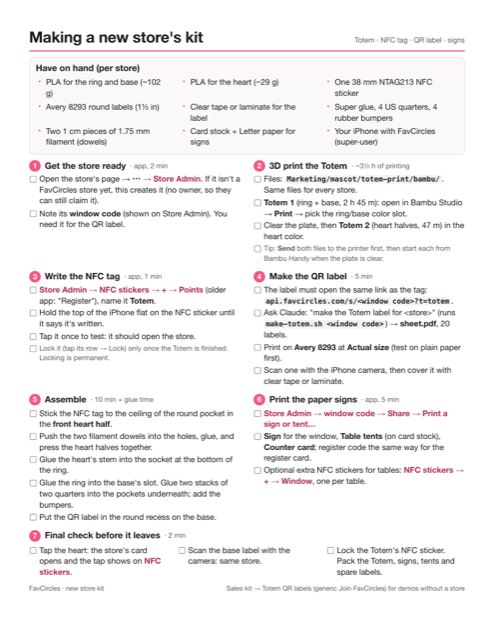 Making a new store's kit
Totem · NFC tag · QR label · signs
Have on hand (per store)
• PLA for the ring and base (~102 g)
• PLA for the heart (~29 g)
• One 38 mm NTAG213 NFC sticker
• Avery 8293 round labels (1½ in)
• Clear tape or laminate for the label
• Super glue, 4 US quarters, 4 rubber bumpers
• Two 1 cm pieces of 1.75 mm filament (dowels)
• Card stock + Letter paper for signs
• Your iPhone with FavCircles (super-user)
1 Get the store ready · app, 2 min
Open the store's page → ••• → Store Admin. If it isn't a
FavCircles store yet, this creates it (no owner, so they
can still claim it).
Note its window code (shown on Store Admin). You
need it for the QR label.
2 3D print the Totem · ~3½ h of printing
Files: Marketing/mascot/totem-print/bambu/.
Same files for every store.
Totem 1 (ring + base, 2 h 45 m): open in Bambu Studio
→ Print → pick the ring/base color slot.
Clear the plate, then Totem 2 (heart halves, 47 m) in the
heart color.
Tip: Send both files to the printer first, then start each from
Bambu Handy when the plate is clear.
3 Write the NFC tag · app, 1 min
Store Admin → NFC stickers → + → Points (older
app: "Register"), name it Totem.
Hold the top of the iPhone flat on the NFC sticker until
it says it's written.
Tap it once to test: it should open the store.
Lock it (tap its row → Lock) only once the Totem is finished.
Locking is permanent.
4 Make the QR label · 5 min
The label must open the same link as the tag:
api.favcircles.com/s/<window code>?t=totem.
Ask Claude: "make the Totem label for <store>" (runs
make-totem.sh <window code>) → sheet.pdf, 20
labels.
Print on Avery 8293 at Actual size (test on plain paper
first).
Scan one with the iPhone camera, then cover it with
clear tape or laminate.
5 Assemble · 10 min + glue time
Stick the NFC tag to the ceiling of the round pocket in
the front heart half.
Push the two filament dowels into the holes, glue, and
press the heart halves together.
Glue the heart's stem into the socket at the bottom of
the ring.
Glue the ring into the base's slot. Glue two stacks of
two quarters into the pockets underneath; add the
bumpers.
Put the QR label in the round recess on the base.
6 Print the paper signs · app, 5 min
Store Admin → window code → Share → Print a
sign or tent...
Sign for the window, Table tents (on card stock),
Counter card; register code the same way for the
register card.
Optional extra NFC stickers for tables: NFC stickers →
+ → Window, one per table.
7 Final check before it leaves · 2 min
Tap the heart: the store's card
opens and the tap shows on NFC
stickers.
Scan the base label with the
camera: same store.
Lock the Totem's NFC sticker.
Pack the Totem, signs, tents and
spare labels.
FavCircles · new store kit
Sales kit → Totem QR labels (generic Join FavCircles) for demos without a store